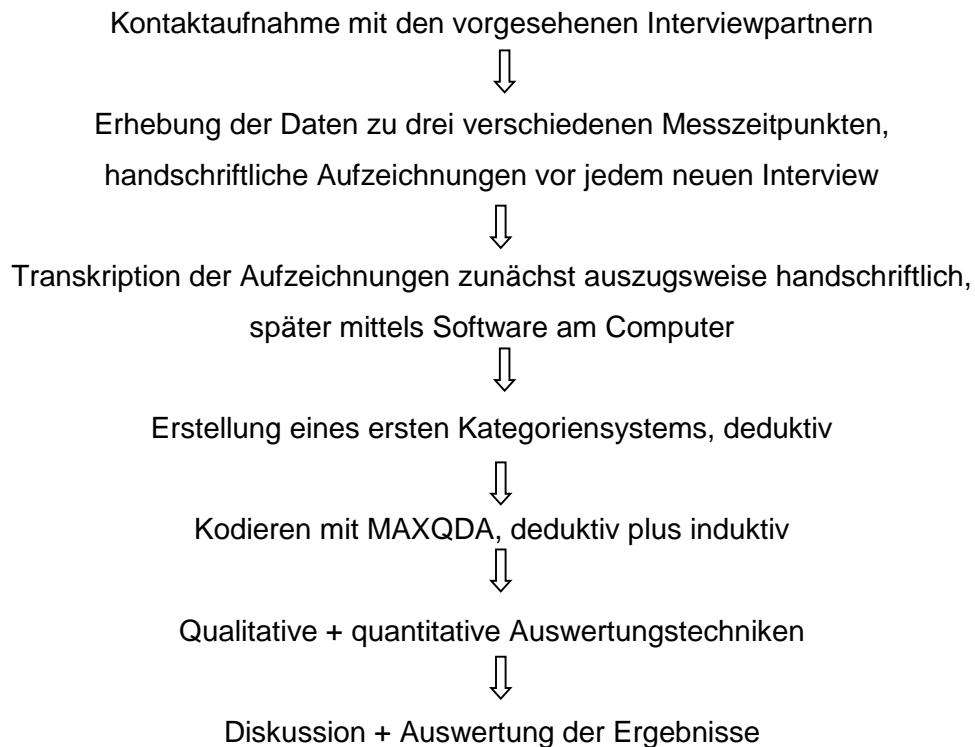 Kontaktaufnahme mit den vorgesehenen Interviewpartnern
Erhebung der Daten zu drei verschiedenen Messzeitpunkten,
handschriftliche Aufzeichnungen vor jedem neuen Interview
Transkription der Aufzeichnungen zunächst auszugsweise handschriftlich,
später mittels Software am Computer
Erstellung eines ersten Kategoriensystems, deduktiv
Kodieren mit MAXQDA, deduktiv plus induktiv
Qualitative + quantitative Auswertungstechniken
Diskussion + Auswertung der Ergebnisse